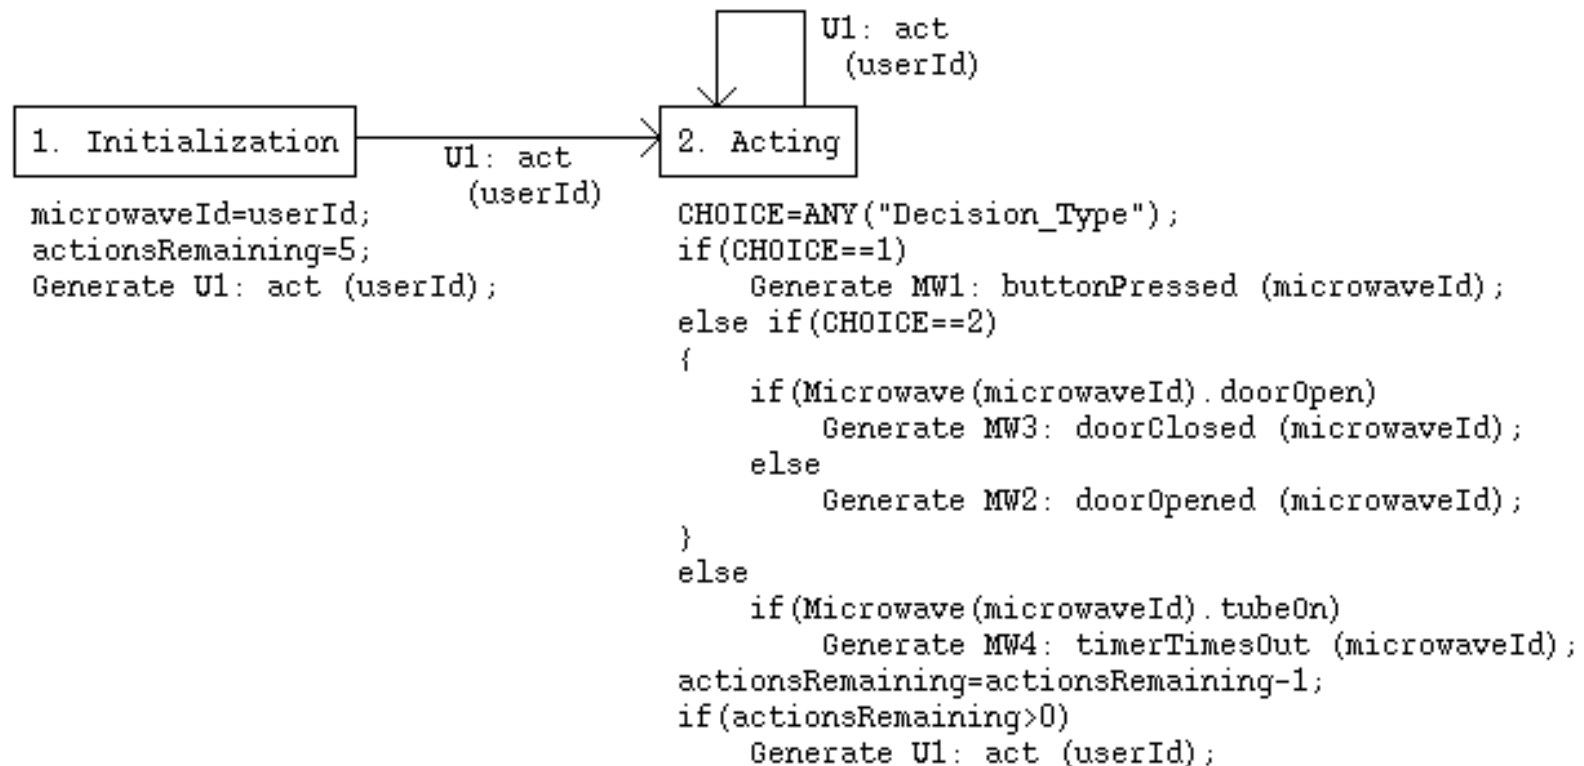 U1: act
(userId)
1. Initialization
U1: act
(userId)
2. Acting
microwaveId=userId;
actionsRemaining=5;
Generate U1: act (userId);
CHOICE=ANY("Decision_Type");
if(CHOICE==1)
Generate MW1: buttonPressed (microwaveId);
else if(CHOICE==2)
{
if(Microwave(microwaveId).doorOpen)
Generate MW3: doorClosed (microwaveId);
else
Generate MW2: doorOpened (microwaveId);
}
else
if(Microwave(microwaveId).tubeOn)
Generate MW4: timerTimesOut (microwaveId);
actionsRemaining=actionsRemaining-1;
if(actionsRemaining>0)
Generate U1: act (userId);